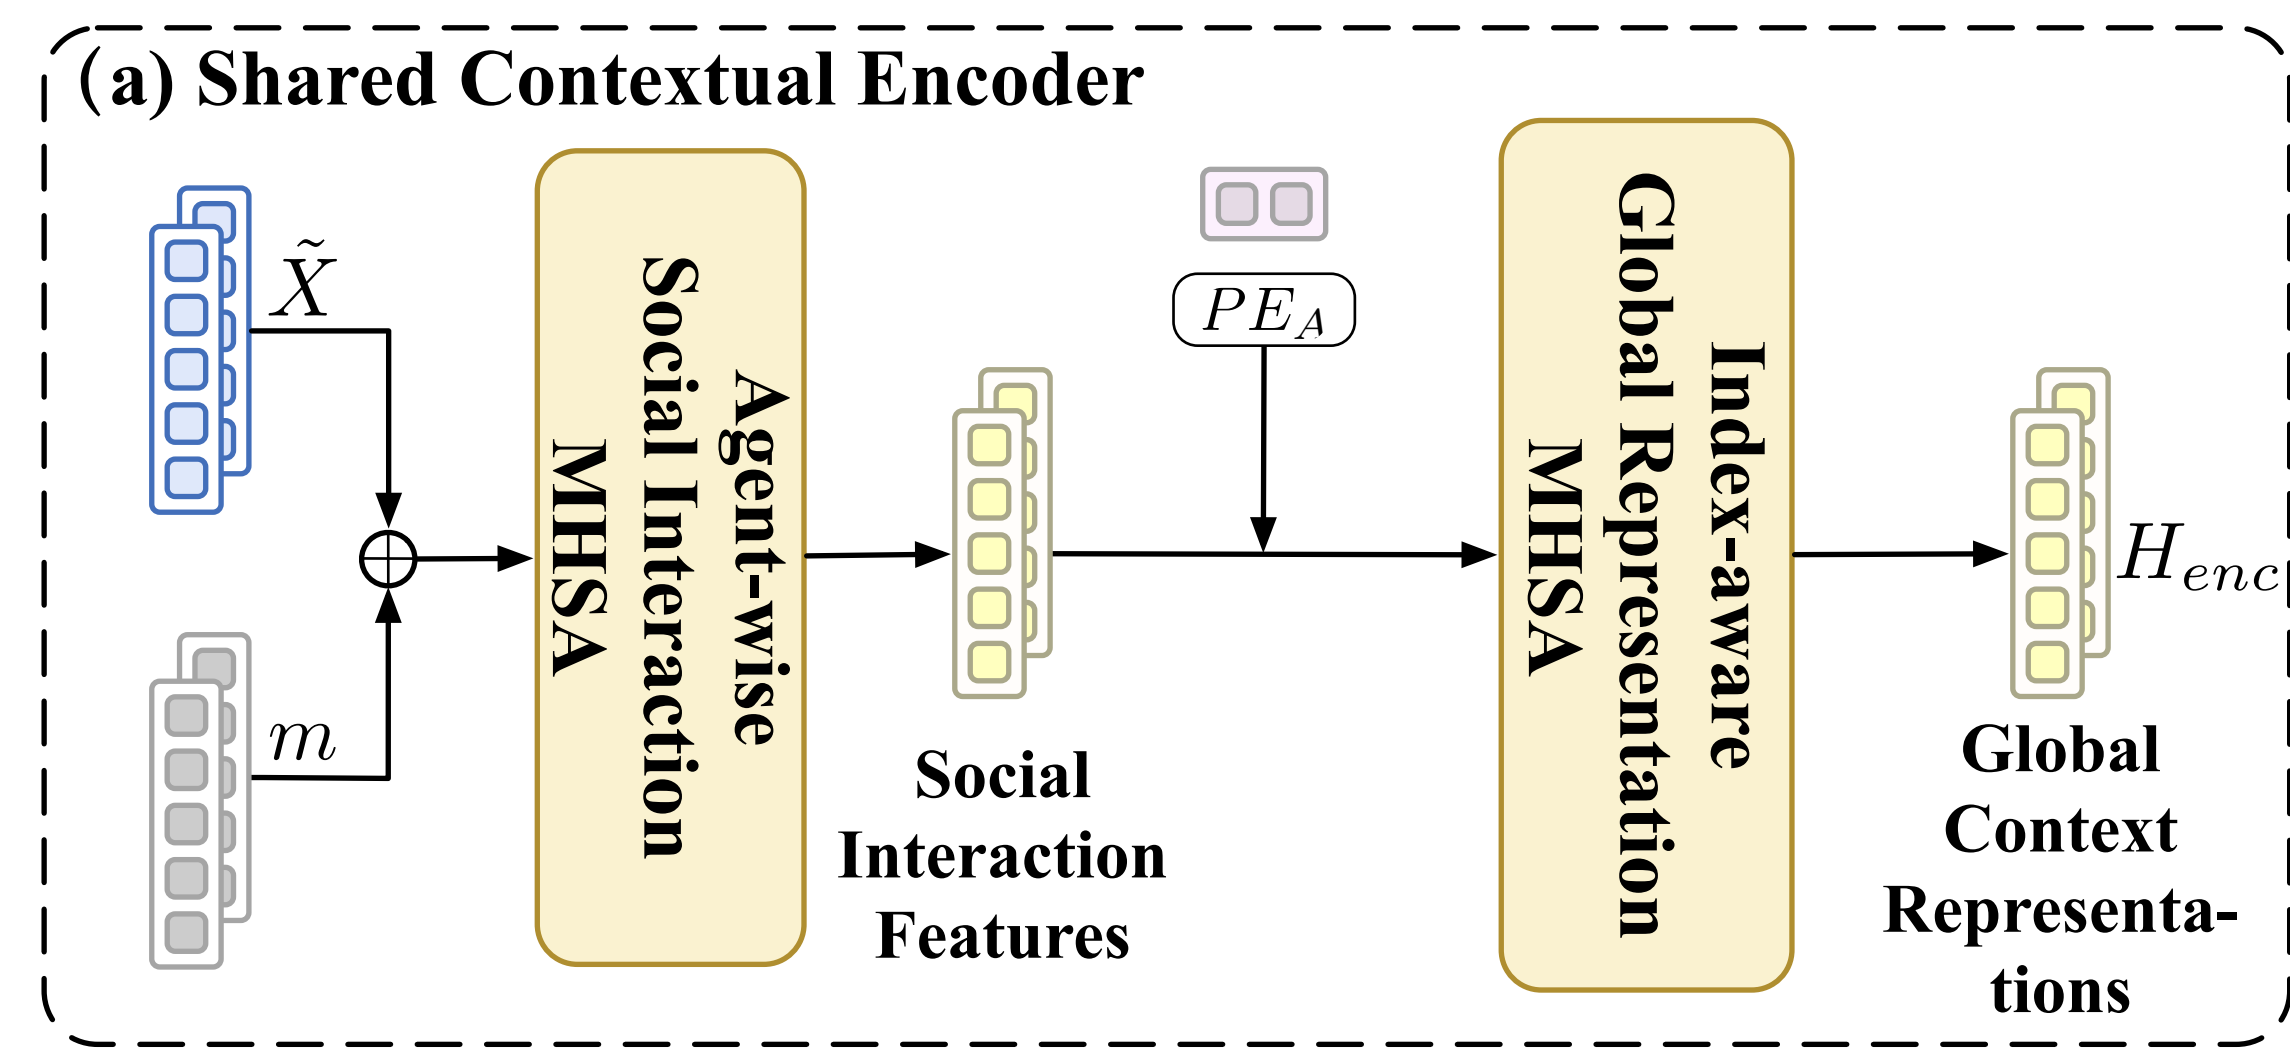 (a) Shared Contextual Encoder
X̃
m
Agent-wise
Social Interaction
MHSA
Social
Interaction
Features
PE_A
Index-aware
Global Representation
MHSA
H_enc
Global
Context
Representa-
tions